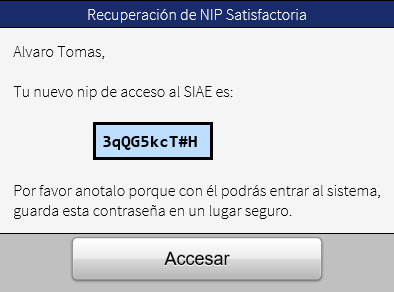 Recuperación de NIP Satisfactoria
Alvaro Tomas,
Tu nuevo nip de acceso al SIAE es:
3qQG5kcT#H
Por favor anotalo porque con él podrás entrar al sistema,
guarda esta contraseña en un lugar seguro.
Accesar